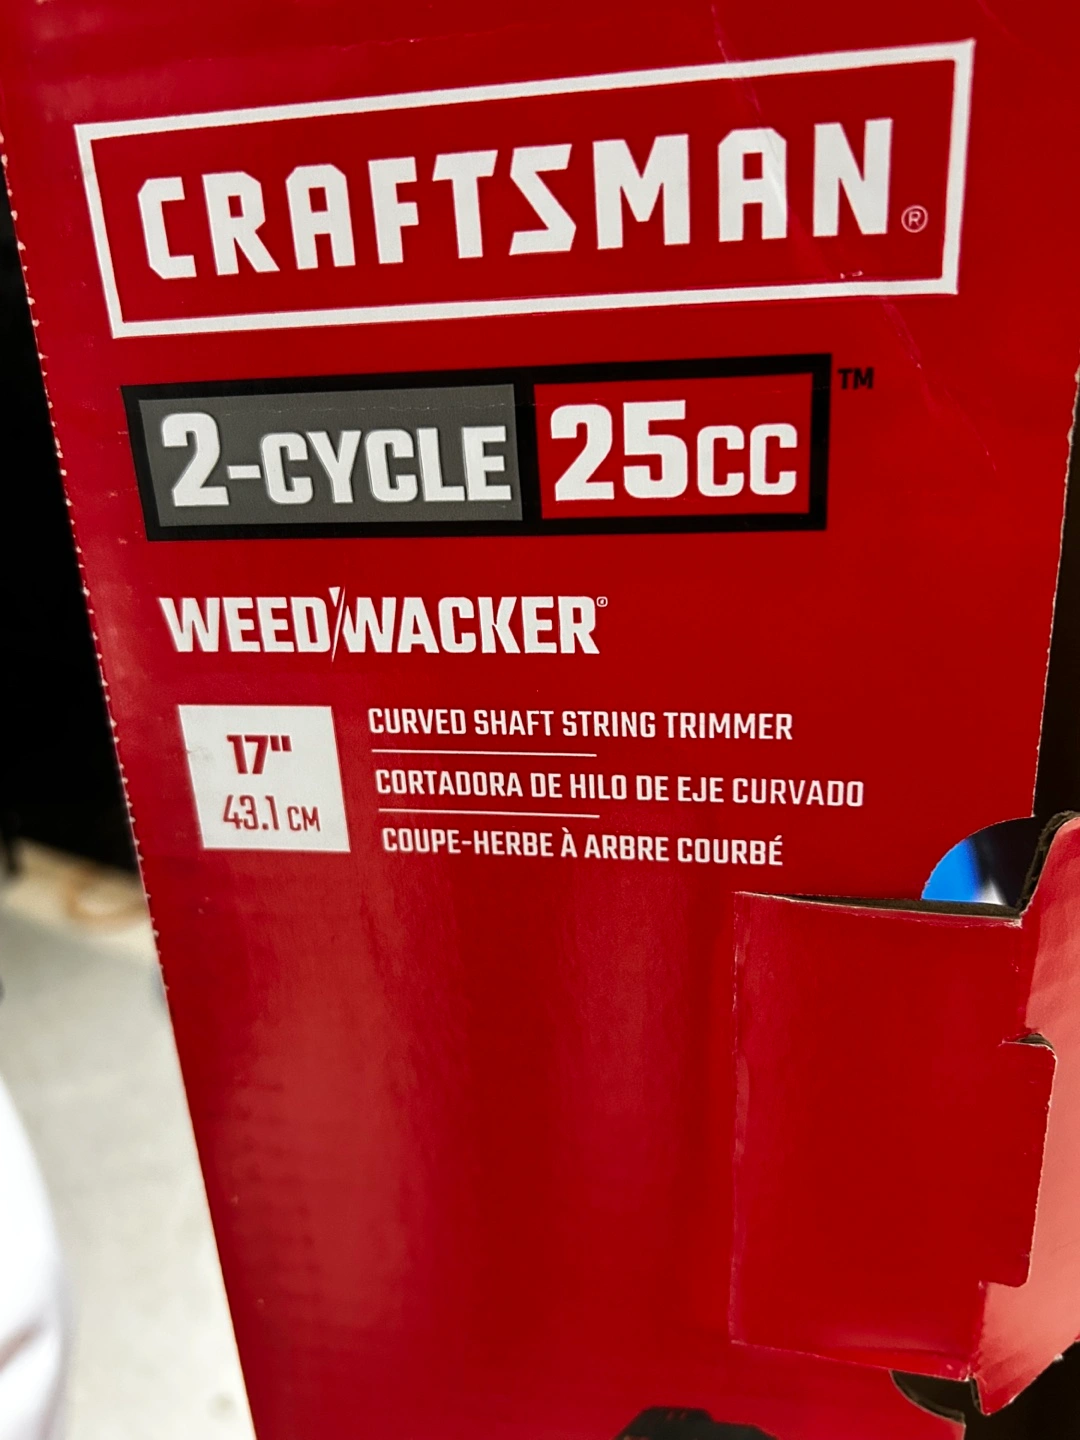 CRAFTSMAN®
2-CYCLE 25CC™
WEEDWACKER®
17"
43.1 CM
CURVED SHAFT STRING TRIMMER
CORTADORA DE HILO DE EJE CURVADO
COUPE-HERBE À ARBRE COURBÉ